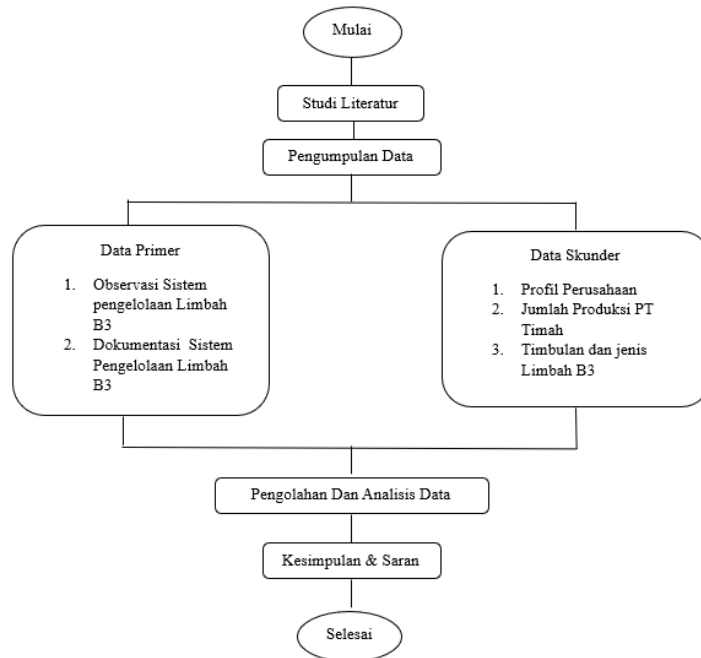 Mulai
Studi Literatur
Pengumpulan Data
Data Primer
1. Observasi Sistem
pengelolaan Limbah
B3
2. Dokumentasi Sistem
Pengelolaan Limbah
B3
Data Skunder
1. Profil Perusahaan
2. Jumlah Produksi PT
Timah
3. Timbulan dan jenis
Limbah B3
Pengolahan Dan Analisis Data
Kesimpulan & Saran
Selesai